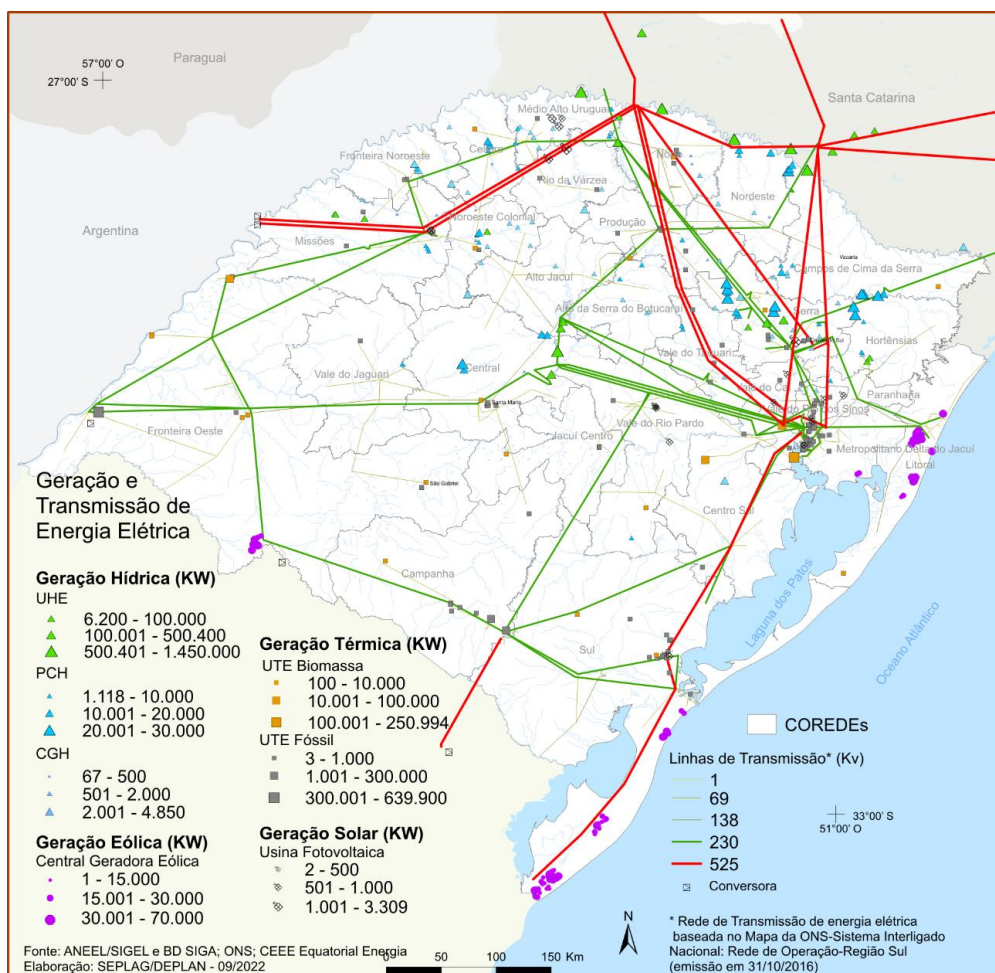 57°00' O
27°00' S
Paraguai
Santa Catarina
Argentina
Médio Alto Uruguai
Fronteira Noroeste
Celeiro
Norte
Rio da Várzea
Nordeste
Noroeste Colonial
Produção
Missões
Vacaria
Campos de Cima da Serra
Alto Jacuí
Alto da Serra do Botucaraí
Serra
Hortênsias
Vale do Taquari
Vale do Jaguari
Central
Paranhana
Santa Maria
Fronteira Oeste
Jacuí Centro
Vale do Rio Pardo
Metropolitano Delta do Jacuí
Litoral
São Gabriel
Centro Sul
Campanha
Sul
Laguna dos Patos
Oceano Atlântico
Geração e
Transmissão de
Energia Elétrica
Geração Hídrica (KW)
UHE
6.200 - 100.000
100.001 - 500.400
500.401 - 1.450.000
PCH
1.118 - 10.000
10.001 - 20.000
20.001 - 30.000
CGH
67 - 500
501 - 2.000
2.001 - 4.850
Geração Eólica (KW)
Central Geradora Eólica
1 - 15.000
15.001 - 30.000
30.001 - 70.000
Geração Térmica (KW)
UTE Biomassa
100 - 10.000
10.001 - 100.000
100.001 - 250.994
UTE Fóssil
3 - 1.000
1.001 - 300.000
300.001 - 639.900
Geração Solar (KW)
Usina Fotovoltaica
2 - 500
501 - 1.000
1.001 - 3.309
COREDEs
Linhas de Transmissão* (Kv)
1
69
138
230
525
Conversora
33°00' S
51°00' O
N
* Rede de Transmissão de energia elétrica
baseada no Mapa da ONS-Sistema Interligado
Nacional: Rede de Operação-Região Sul
(emissão em 31/10/2016)
Fonte: ANEEL/SIGEL e BD SIGA; ONS; CEEE Equatorial Energia
Elaboração: SEPLAG/DEPLAN - 09/2022
0 50 100 150 Km